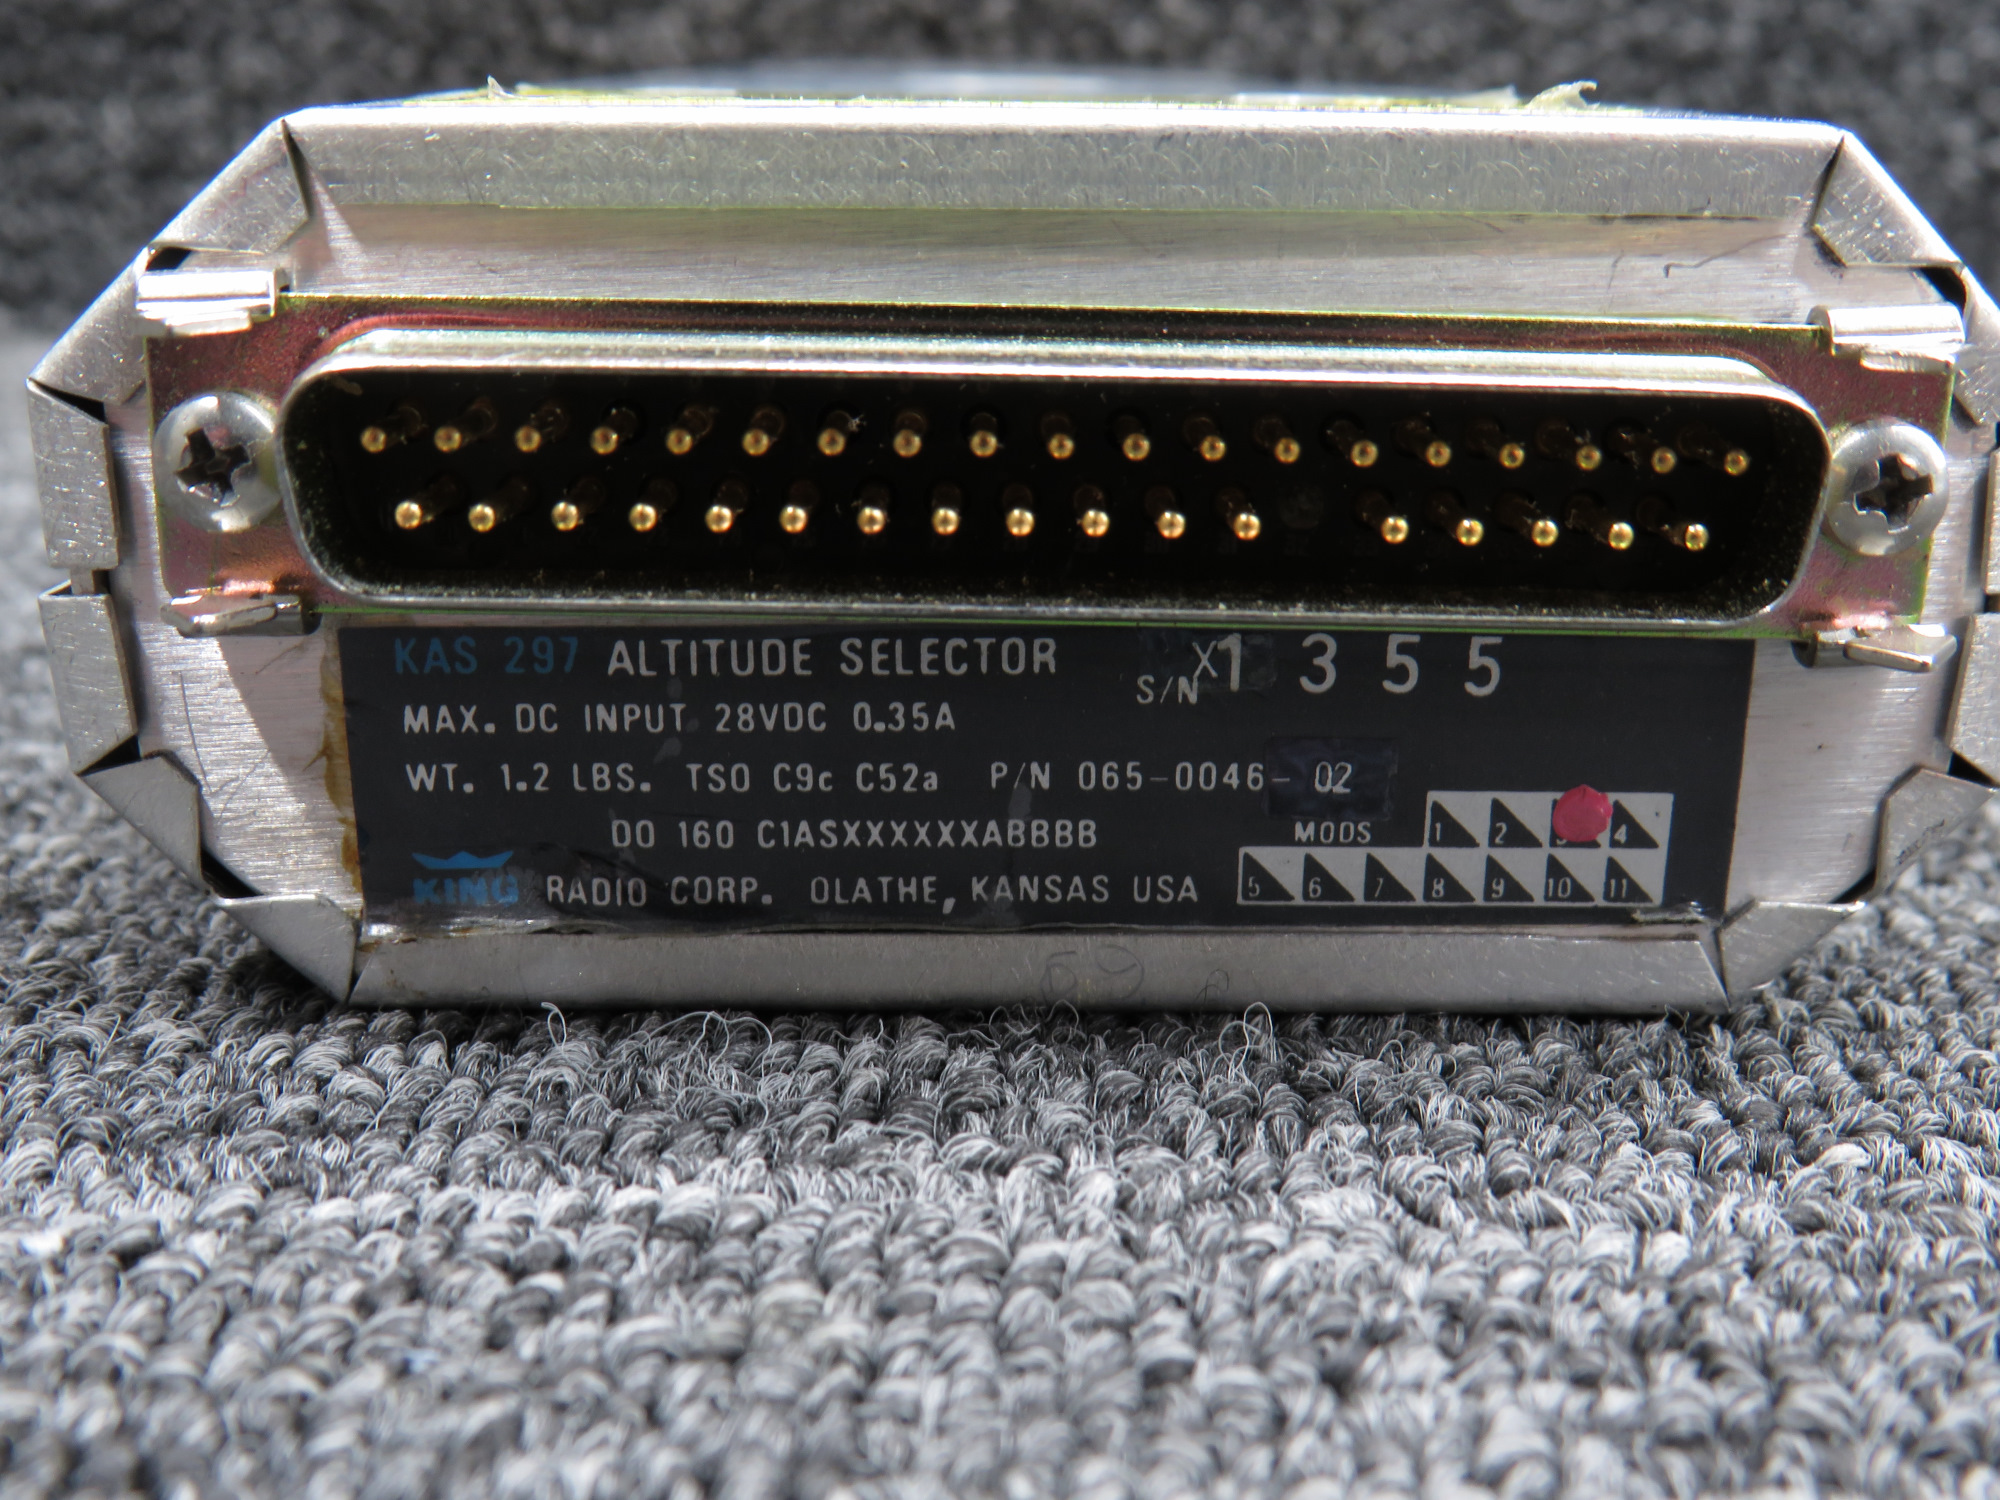 KAS 297 ALTITUDE SELECTOR
S/N X1 3 5 5
MAX. DC INPUT 28VDC 0.35A
WT. 1.2 LBS. TSO C9c C52a P/N 065-0046- 02
DO 160 C1ASXXXXXXABBBB
MODS 1 2 3 4
KING RADIO CORP. OLATHE, KANSAS USA
5 6 7 8 9 10 11